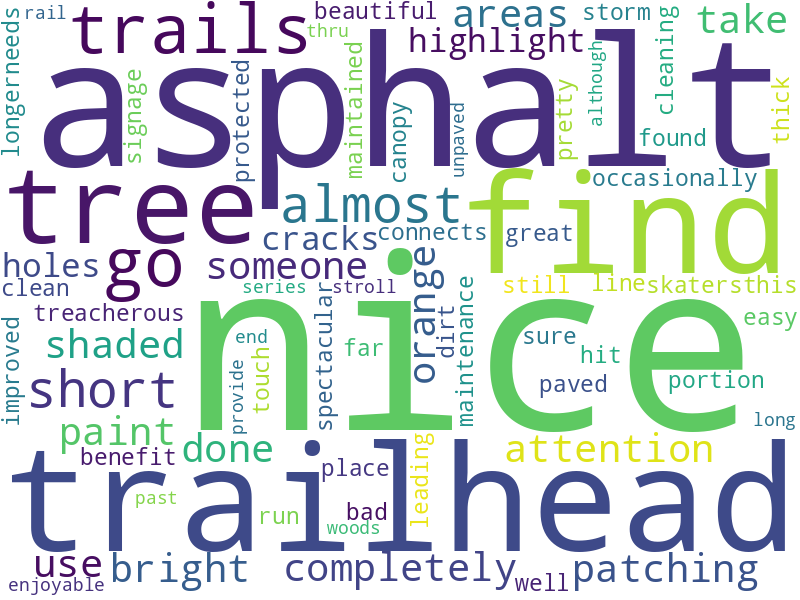 rail
trails
beautiful
thru
areas
storm
take
highlight
asphalt
longerneeds
signage
protected
maintained
canopy
unpaved
pretty
although
cleaning
thick
found
tree
almost
find
occasionally
cracks
connects
great
holes
go
someone
orange
clean
series
stroll
still
line
skatersthis
treacherous
nice
dirt
maintenance
easy
improved
shaded
end
spectacular
far
sure
hit
short
provide
touch
paved
portion
paint
long
done
attention
benefit
trailhead
place
leading
past
run
bad
woods
use
bright
completely
well
patching
enjoyable